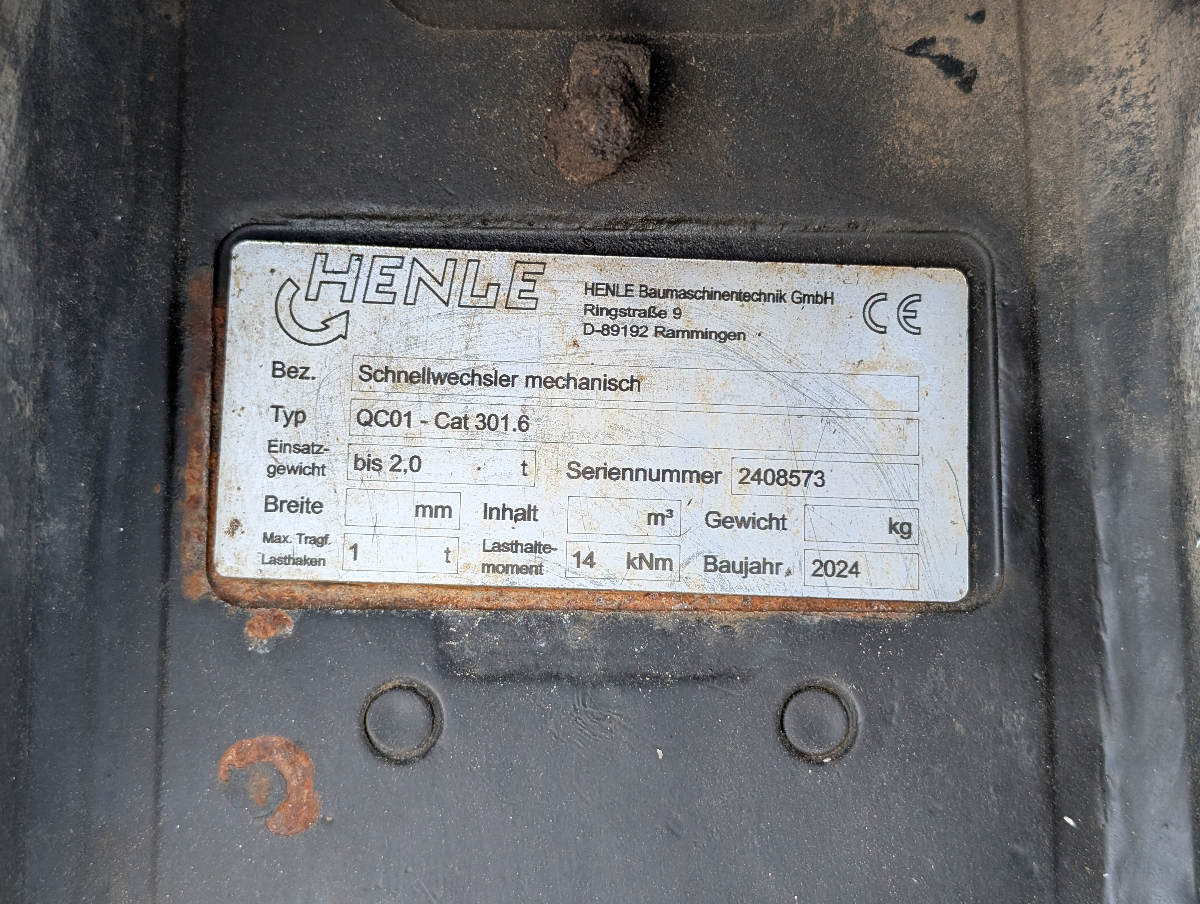 HENLE
HENLE Baumaschinentechnik GmbH
Ringstraße 9
D-89192 Rammingen
CE
Bez. Schnellwechsler mechanisch
Typ QC01 - Cat 301.6
Einsatz-
gewicht bis 2,0 t Seriennummer 2408573
Breite mm Inhalt m³ Gewicht kg
Max. Tragf.
Lasthaken 1 t Lasthalte-
moment 14 kNm Baujahr 2024